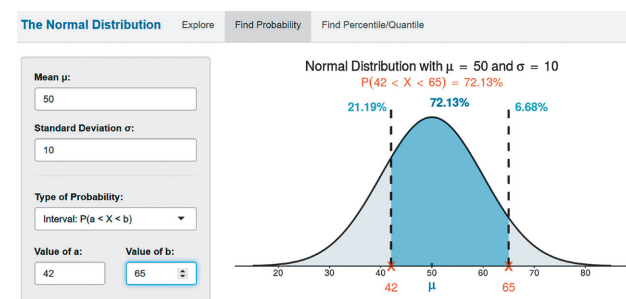 The Normal Distribution Explore Find Probability Find Percentile/Quantile
Mean μ:
50
Standard Deviation σ:
10
Type of Probability:
Interval: P(a < X < b)
Value of a: Value of b:
42 65
Normal Distribution with μ = 50 and σ = 10
P(42 < X < 65) = 72.13%
21.19% 72.13% 6.68%
20 30 40 50 60 70 80
42 μ 65